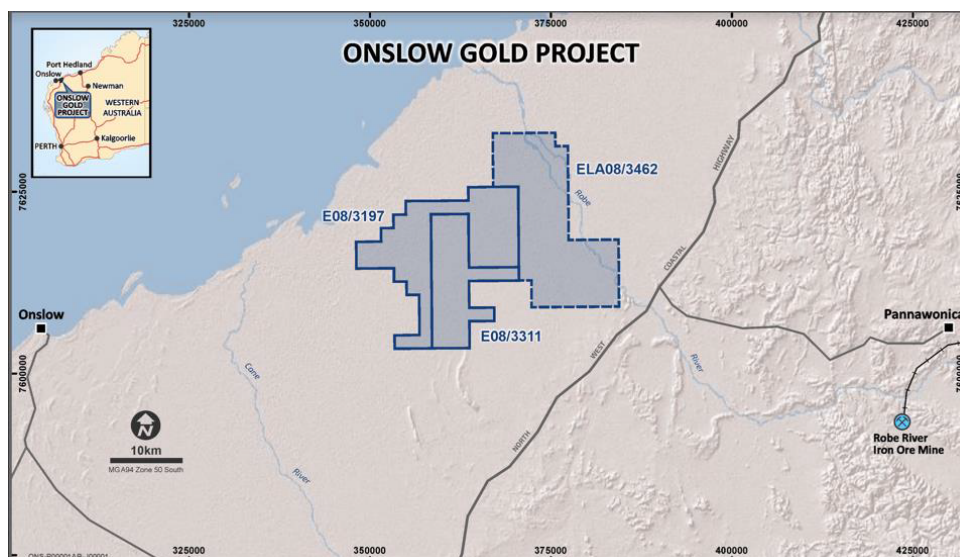 325000
350000
375000
400000
425000
ONSLOW GOLD PROJECT
Port Hedland
Onslow
Newman
ONSLOW
GOLD
PROJECT
WESTERN
AUSTRALIA
Kalgoorlie
PERTH
HIGHWAY
ELA08/3462
7625000
7625000
Robe
E08/3197
COASTAL
Onslow
Pannawonica
E08/3311
WEST
Cane
River
7600000
7600000
N
10km
MGA94 Zone 50 South
NORTH
Robe River
Iron Ore Mine
River
325000
350000
375000
400000
425000